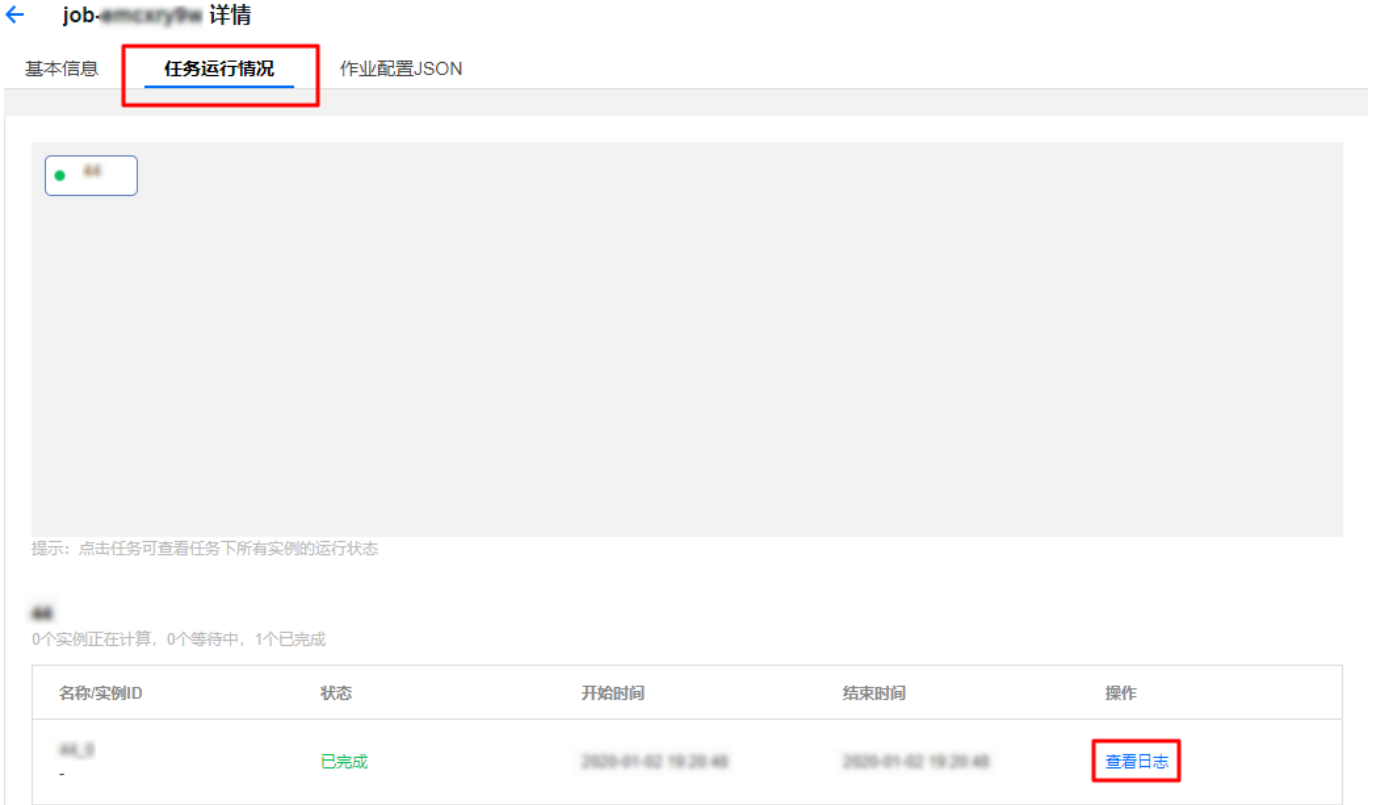 job- 详情
基本信息 任务运行情况 作业配置JSON
提示：点击任务可查看任务下所有实例的运行状态
0个实例正在计算，0个等待中，1个已完成
名称/实例ID 状态 开始时间 结束时间 操作
已完成 查看日志
-